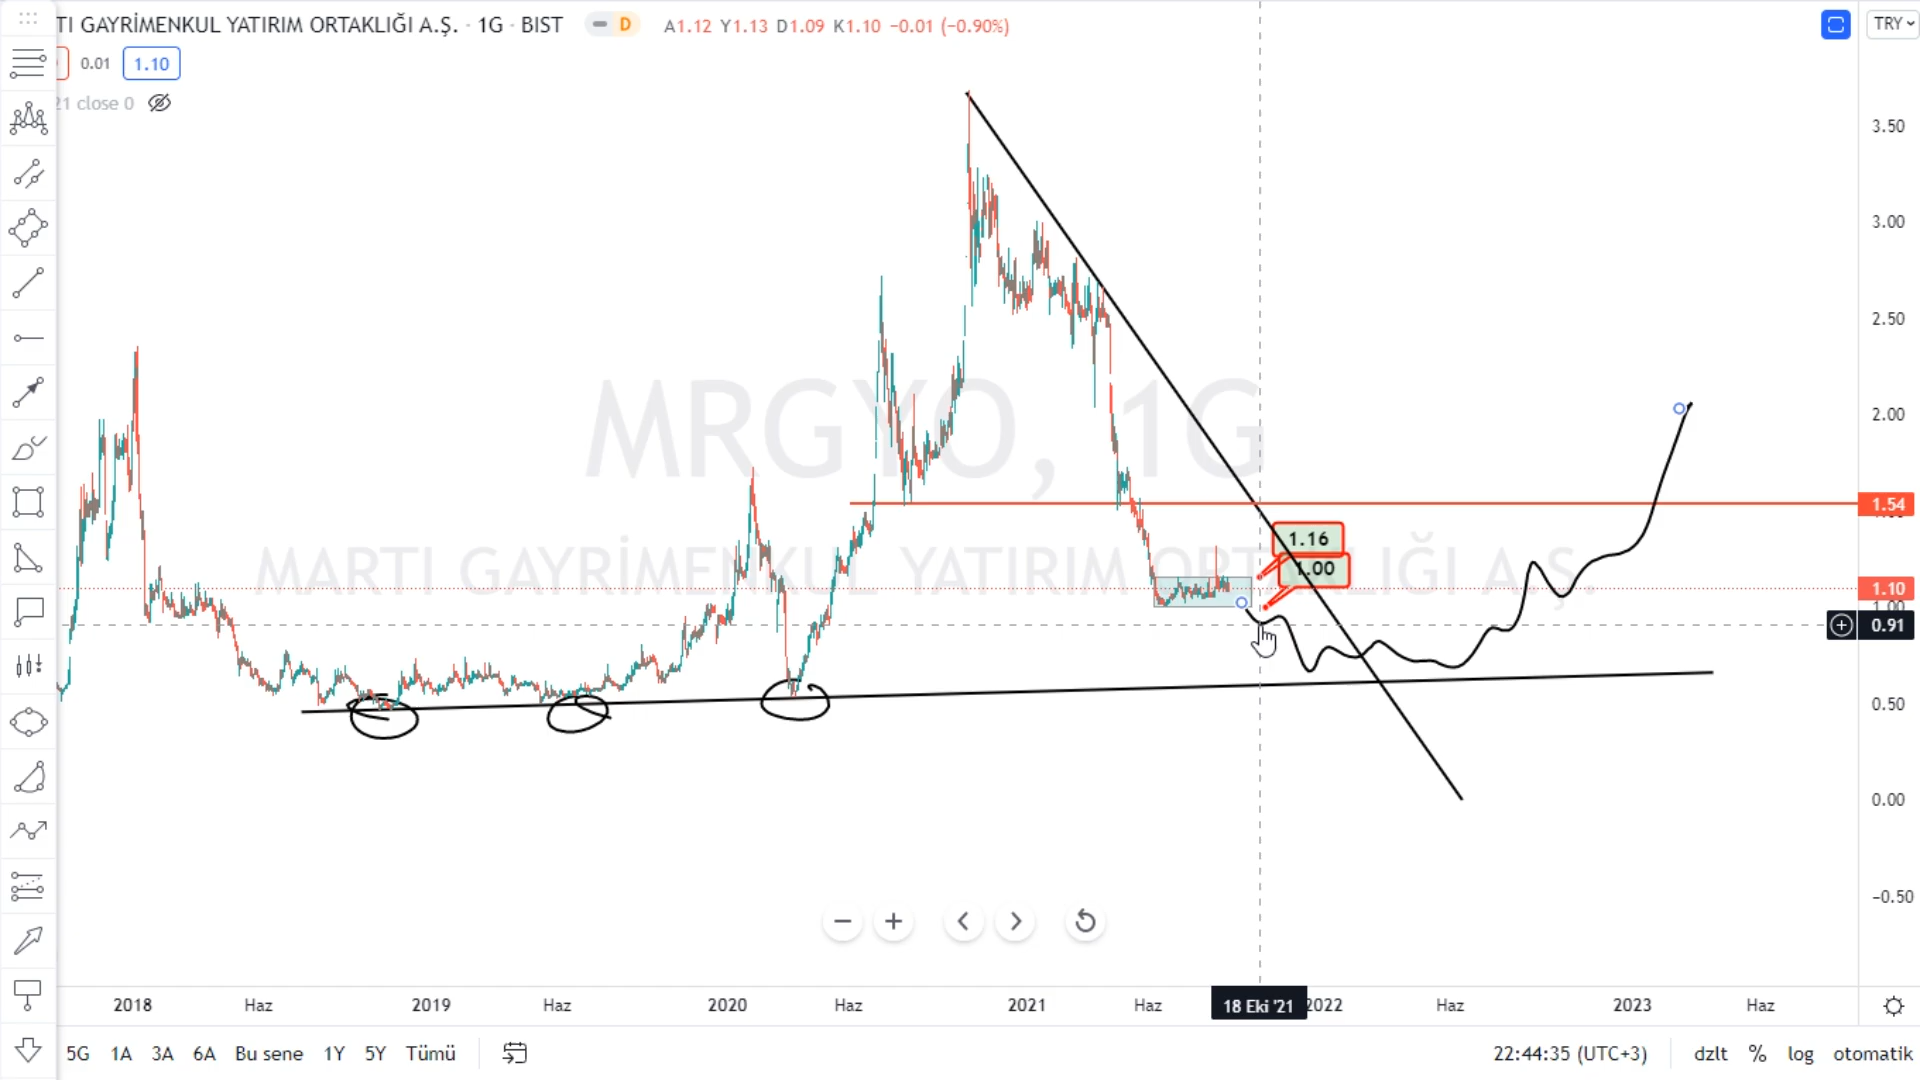 TI GAYRİMENKUL YATIRIM ORTAKLIĞI A.Ş. · 1G · BIST D A1.12 Y1.13 D1.09 K1.10 −0.01 (−0.90%)
TRY
0.01 1.10
21 close 0
3.50
3.00
2.50
2.00
1.54
1.10
1.00
0.91
0.50
0.00
−0.50
MRGYO, 1G
MARTI GAYRİMENKUL YATIRIM ORTAKLIĞI A.Ş.
1.16
1.00
2018 Haz 2019 Haz 2020 Haz 2021 Haz 18 Eki '21 2022 Haz 2023 Haz
5G 1A 3A 6A Bu sene 1Y 5Y Tümü
22:44:35 (UTC+3) dzlt % log otomatik